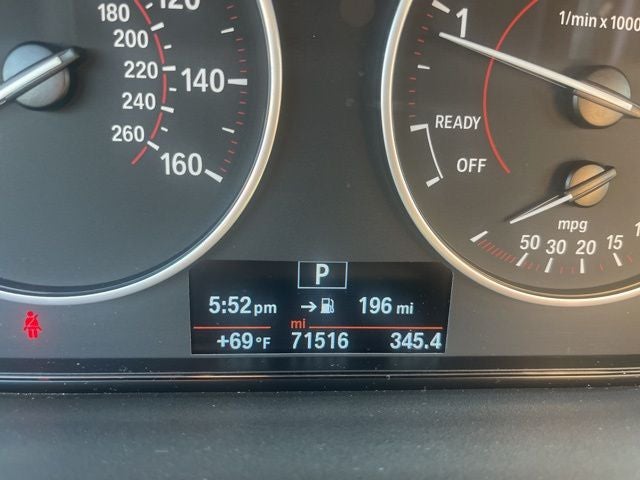 120
180
200
220
140
240
260
160
1
1/min x 1000
READY
OFF
mpg
50 30 20 15
P
5:52 pm → 196 mi
mi
+69 °F 71516 345.4